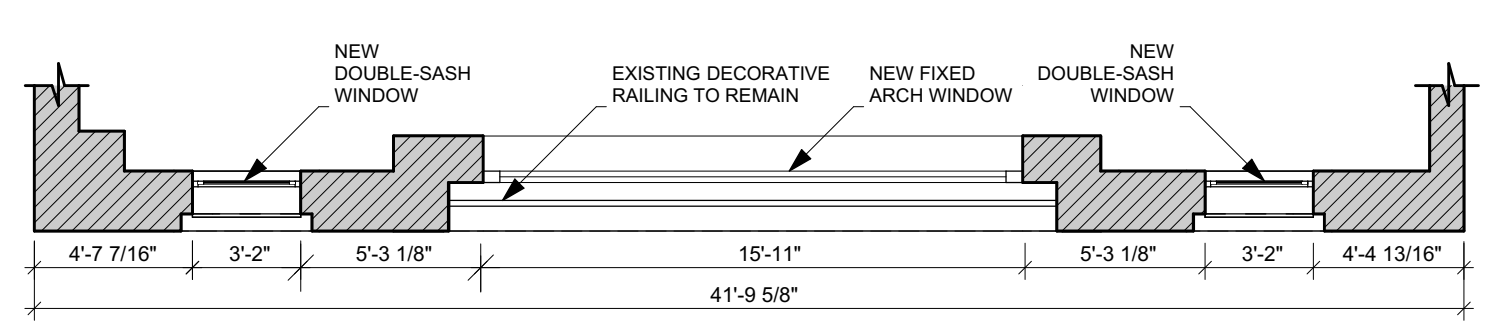 NEW
DOUBLE-SASH
WINDOW
EXISTING DECORATIVE
RAILING TO REMAIN
NEW FIXED
ARCH WINDOW
NEW
DOUBLE-SASH
WINDOW
4'-7 7/16" 3'-2" 5'-3 1/8" 15'-11" 5'-3 1/8" 3'-2" 4'-4 13/16"
41'-9 5/8"